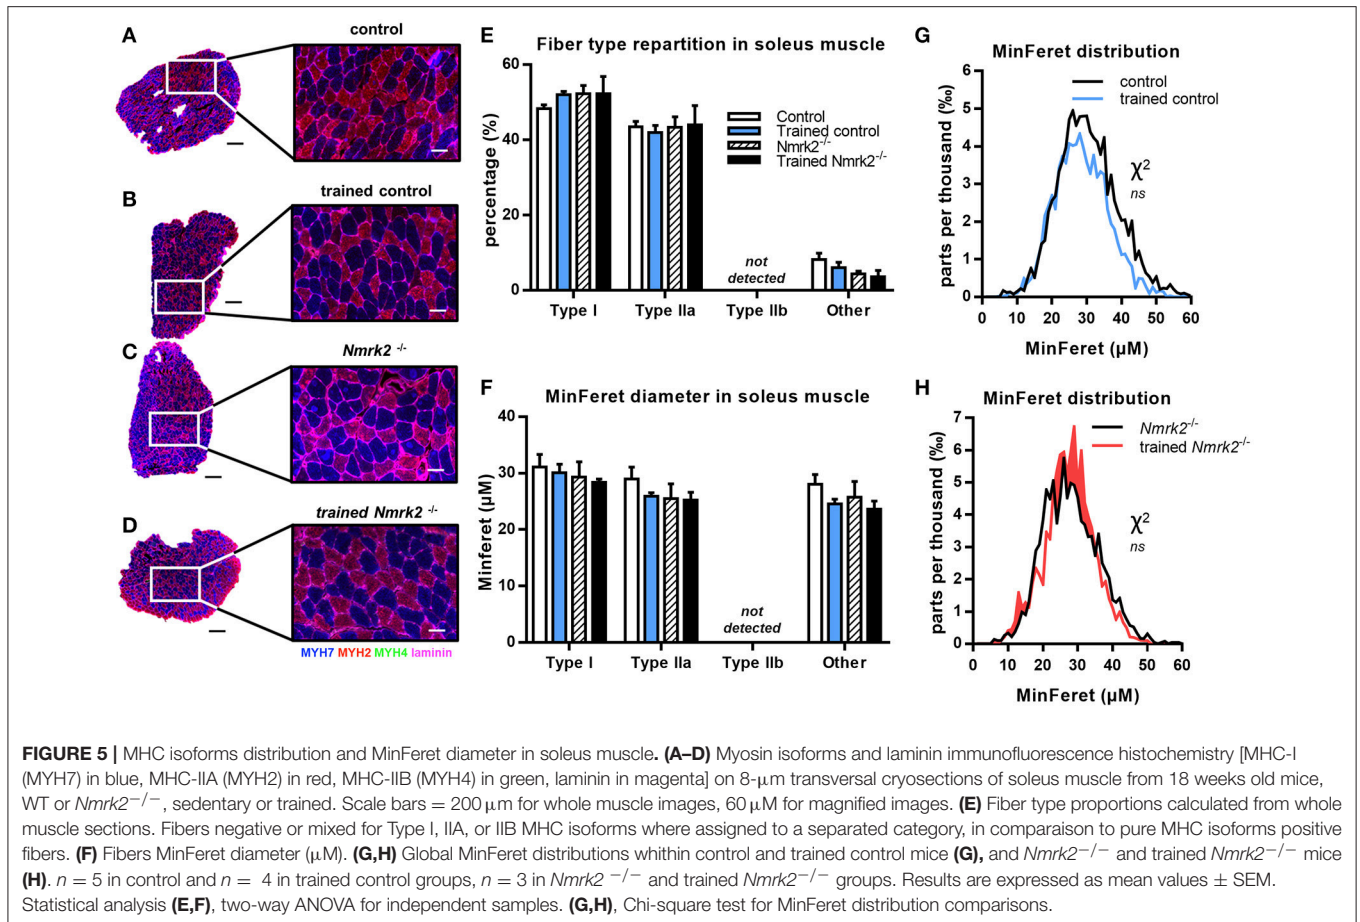 A
control
B
trained control
C
Nmrk2 -/-
D
trained Nmrk2 -/-
MYH7 MYH2 MYH4 laminin
E
Fiber type repartition in soleus muscle
percentage (%)
60
40
20
0
Control
Trained control
Nmrk2-/-
Trained Nmrk2-/-
not
detected
Type I
Type IIa
Type IIb
Other
F
MinFeret diameter in soleus muscle
Minferet (μM)
40
30
20
10
0
not
detected
Type I
Type IIa
Type IIb
Other
G
MinFeret distribution
parts per thousand (‰)
6
5
4
3
2
1
0
control
trained control
χ2
ns
0 10 20 30 40 50 60
MinFeret (μM)
H
MinFeret distribution
parts per thousand (‰)
7
6
5
4
3
2
1
0
Nmrk2-/-
trained Nmrk2-/-
χ2
ns
0 10 20 30 40 50 60
MinFeret (μM)
FIGURE 5 | MHC isoforms distribution and MinFeret diameter in soleus muscle. (A–D) Myosin isoforms and laminin immunofluorescence histochemistry [MHC-I
(MYH7) in blue, MHC-IIA (MYH2) in red, MHC-IIB (MYH4) in green, laminin in magenta] on 8-μm transversal cryosections of soleus muscle from 18 weeks old mice,
WT or Nmrk2−/−, sedentary or trained. Scale bars = 200 μm for whole muscle images, 60 μM for magnified images. (E) Fiber type proportions calculated from whole
muscle sections. Fibers negative or mixed for Type I, IIA, or IIB MHC isoforms where assigned to a separated category, in comparaison to pure MHC isoforms positive
fibers. (F) Fibers MinFeret diameter (μM). (G,H) Global MinFeret distributions whithin control and trained control mice (G), and Nmrk2−/− and trained Nmrk2−/− mice
(H). n = 5 in control and n = 4 in trained control groups, n = 3 in Nmrk2 −/− and trained Nmrk2−/− groups. Results are expressed as mean values ± SEM.
Statistical analysis (E,F), two-way ANOVA for independent samples. (G,H), Chi-square test for MinFeret distribution comparisons.